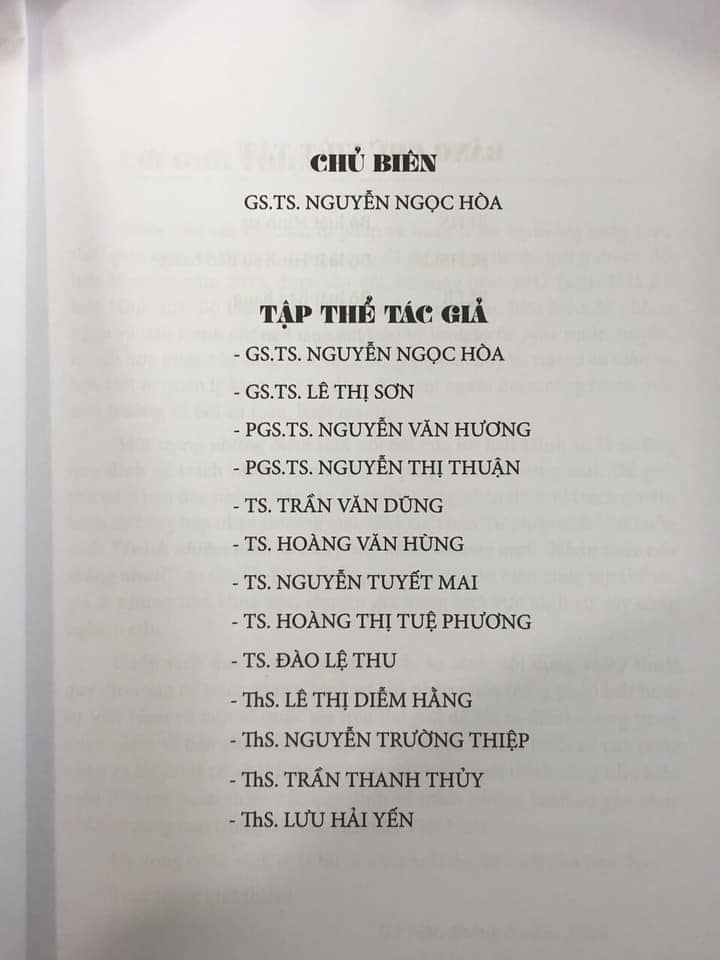 CHỦ BIÊN
GS.TS. NGUYỄN NGỌC HÒA
TẬP THỂ TÁC GIẢ
- GS.TS. NGUYỄN NGỌC HÒA
- GS.TS. LÊ THỊ SƠN
- PGS.TS. NGUYỄN VĂN HƯƠNG
- PGS.TS. NGUYỄN THỊ THUẬN
- TS. TRẦN VĂN DŨNG
- TS. HOÀNG VĂN HÙNG
- TS. NGUYỄN TUYẾT MAI
- TS. HOÀNG THỊ TUỆ PHƯƠNG
- TS. ĐÀO LỆ THU
- ThS. LÊ THỊ DIỄM HẰNG
- ThS. NGUYỄN TRƯỜNG THIỆP
- ThS. TRẦN THANH THỦY
- ThS. LƯU HẢI YẾN